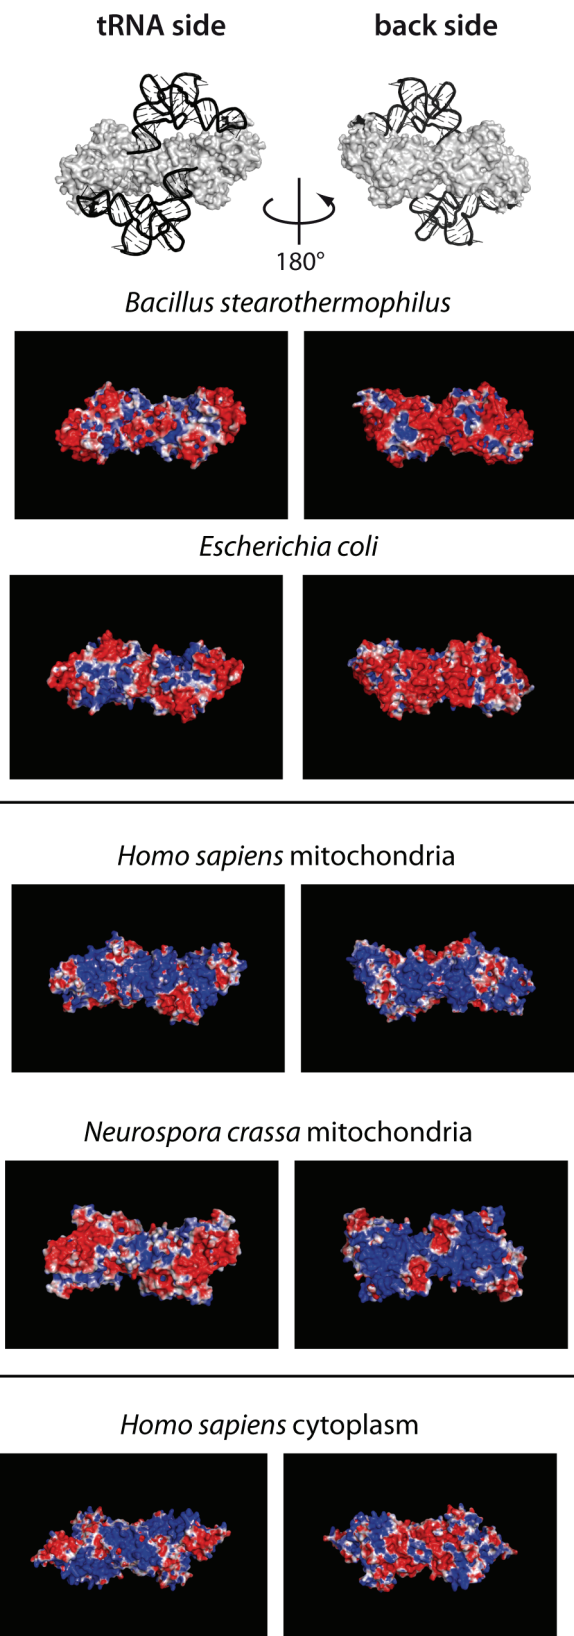 tRNA side
back side
180°
Bacillus stearothermophilus
Escherichia coli
Homo sapiens mitochondria
Neurospora crassa mitochondria
Homo sapiens cytoplasm